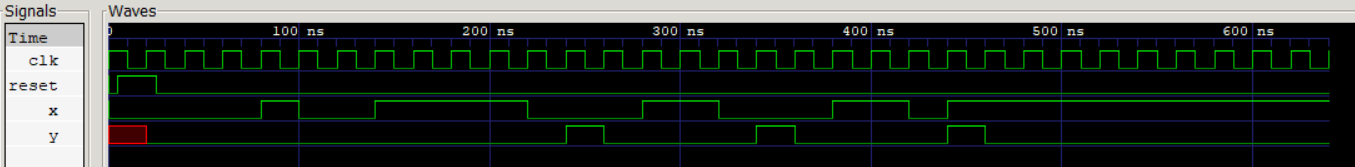 Signals
Waves
Time
0
100 ns
200 ns
300 ns
400 ns
500 ns
600 ns
clk
reset
x
y